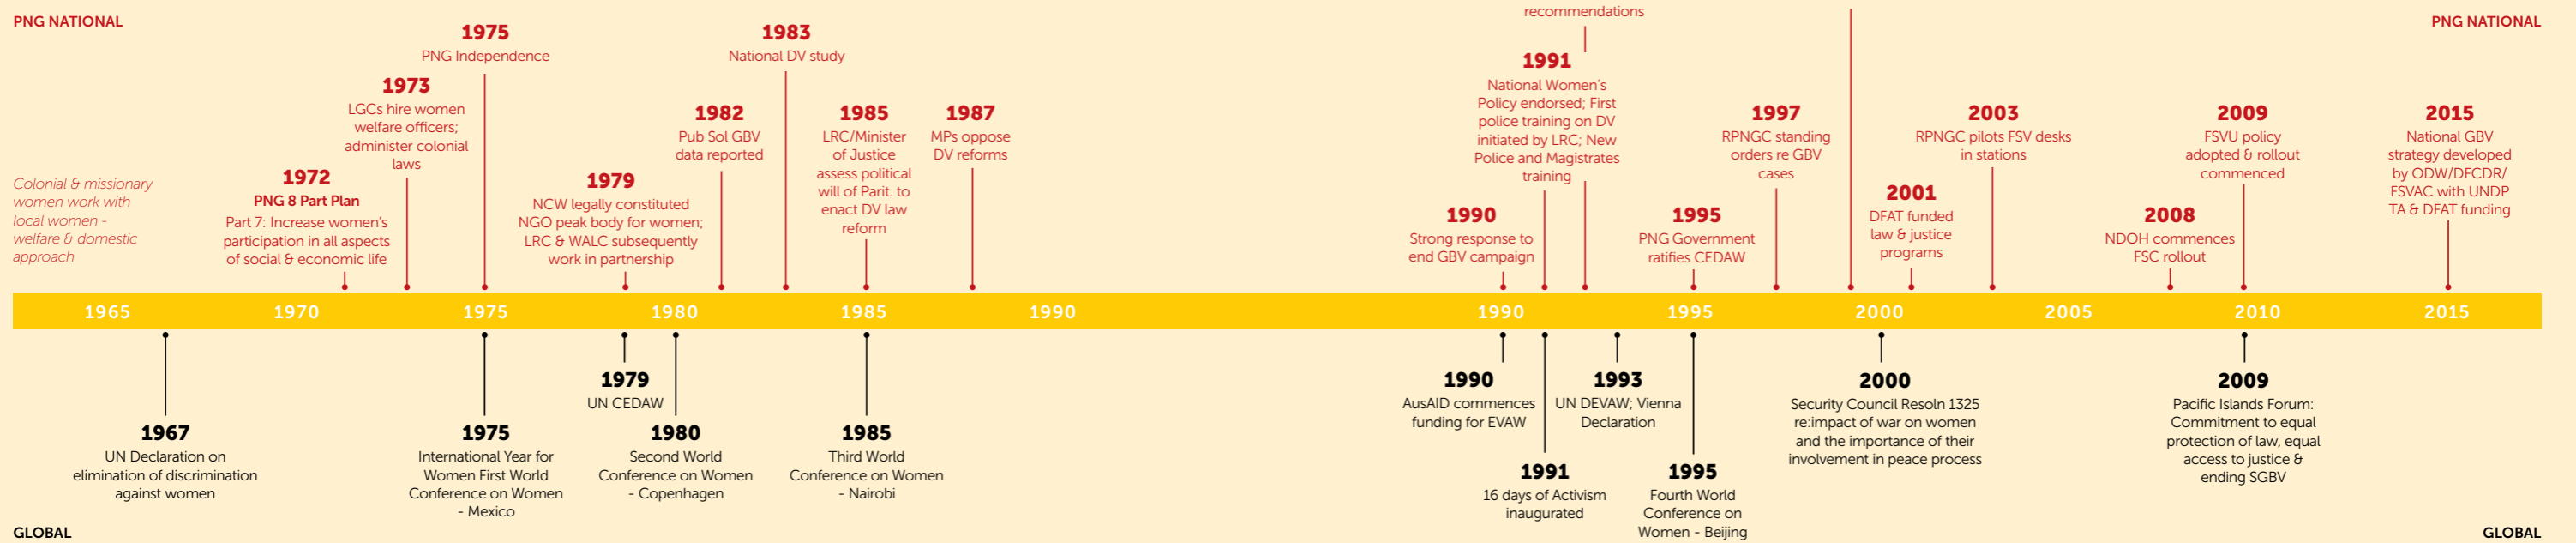 PNG NATIONAL
PNG NATIONAL
Colonial & missionary
women work with
local women -
welfare & domestic
approach
1972
PNG 8 Part Plan
Part 7: Increase women's
participation in all aspects
of social & economic life
1973
LGCs hire women
welfare officers;
administer colonial
laws
1975
PNG Independence
1979
NCW legally constituted
NGO peak body for women;
LRC & WALC subsequently
work in partnership
1982
Pub Sol GBV
data reported
1983
National DV study
1985
LRC/Minister
of Justice
assess political
will of Parit. to
enact DV law
reform
1987
MPs oppose
DV reforms
1990
Strong response to
end GBV campaign
recommendations
1991
National Women's
Policy endorsed; First
police training on DV
initiated by LRC; New
Police and Magistrates
training
1995
PNG Government
ratifies CEDAW
1997
RPNGC standing
orders re GBV
cases
2001
DFAT funded
law & justice
programs
2003
RPNGC pilots FSV desks
in stations
2008
NDOH commences
FSC rollout
2009
FSVU policy
adopted & rollout
commenced
2015
National GBV
strategy developed
by ODW/DFCDR/
FSVAC with UNDP
TA & DFAT funding
1965 1970 1975 1980 1985 1990 1990 1995 2000 2005 2010 2015
1967
UN Declaration on
elimination of discrimination
against women
1975
International Year for
Women First World
Conference on Women
- Mexico
1979
UN CEDAW
1980
Second World
Conference on Women
- Copenhagen
1985
Third World
Conference on Women
- Nairobi
1990
AusAID commences
funding for EVAW
1991
16 days of Activism
inaugurated
1993
UN DEVAW; Vienna
Declaration
1995
Fourth World
Conference on
Women - Beijing
2000
Security Council Resoln 1325
re:impact of war on women
and the importance of their
involvement in peace process
2009
Pacific Islands Forum:
Commitment to equal
protection of law, equal
access to justice &
ending SGBV
GLOBAL
GLOBAL